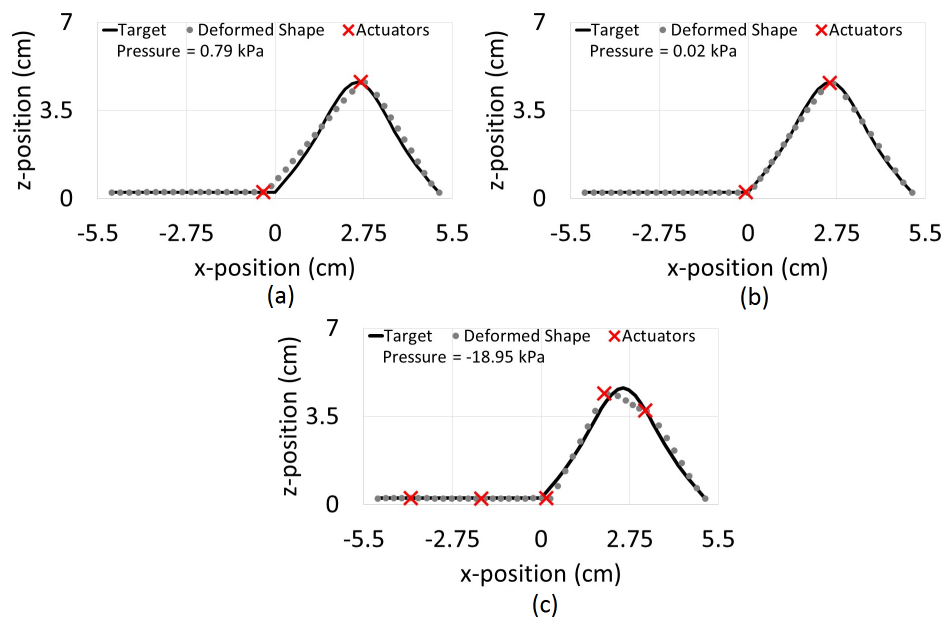 7
Target Deformed Shape Actuators
Pressure = 0.79 kPa
z-position (cm)
3.5
0
-5.5 -2.75 0 2.75 5.5
x-position (cm)
(a)
7
Target Deformed Shape Actuators
Pressure = 0.02 kPa
z-position (cm)
3.5
0
-5.5 -2.75 0 2.75 5.5
x-position (cm)
(b)
7
Target Deformed Shape Actuators
Pressure = -18.95 kPa
z-position (cm)
3.5
0
-5.5 -2.75 0 2.75 5.5
x-position (cm)
(c)